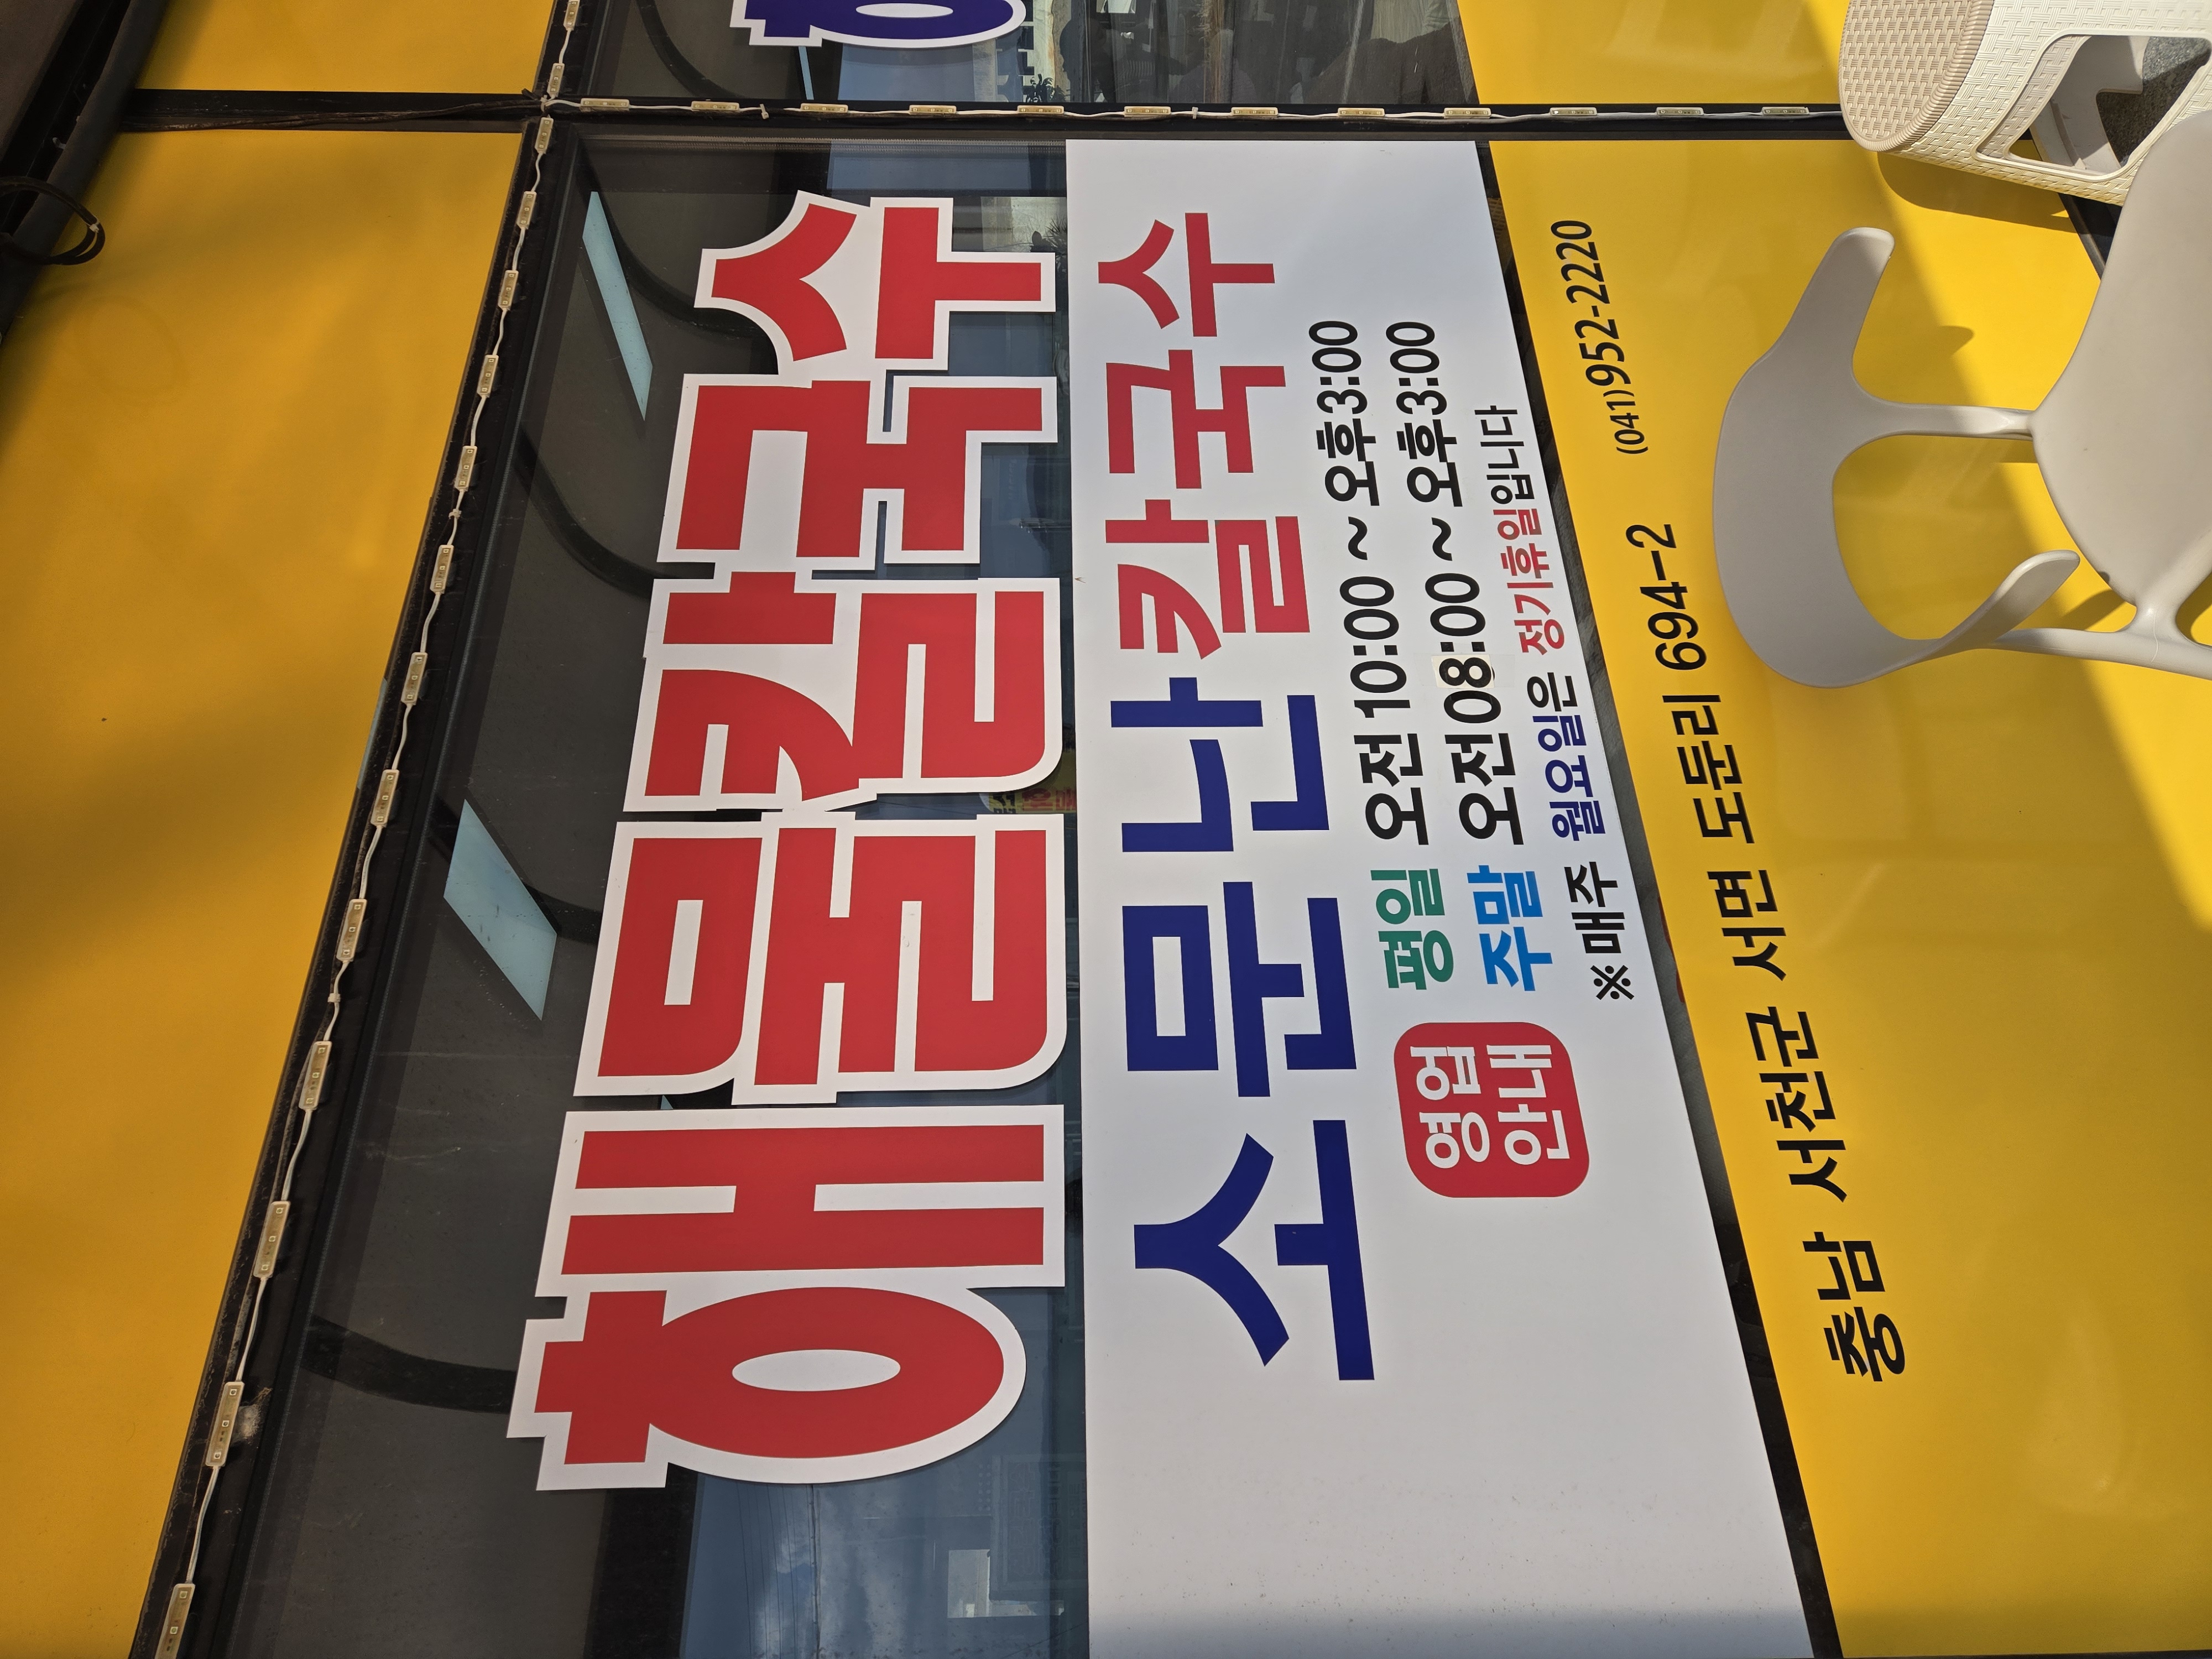 해물칼국수
소문난칼국수
영업안내
평일 오전 10:00 ~ 오후3:00
주말 오전 08:00 ~ 오후3:00
※매주 월요일은 정기휴일입니다
충남 서천군 서면 도둔리 694-2 (041)952-2220